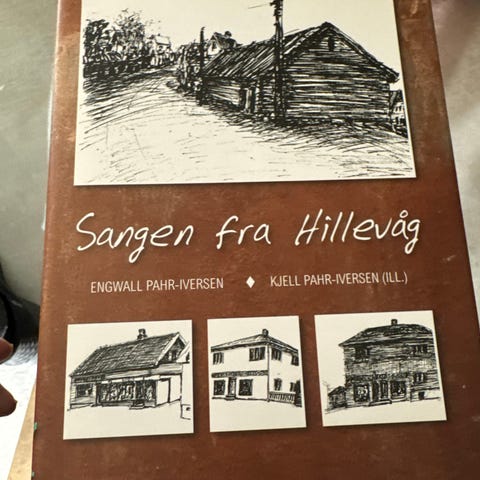 Sangen fra Hillevåg
ENGWALL PAHR-IVERSEN ♦ KJELL PAHR-IVERSEN (ILL.)